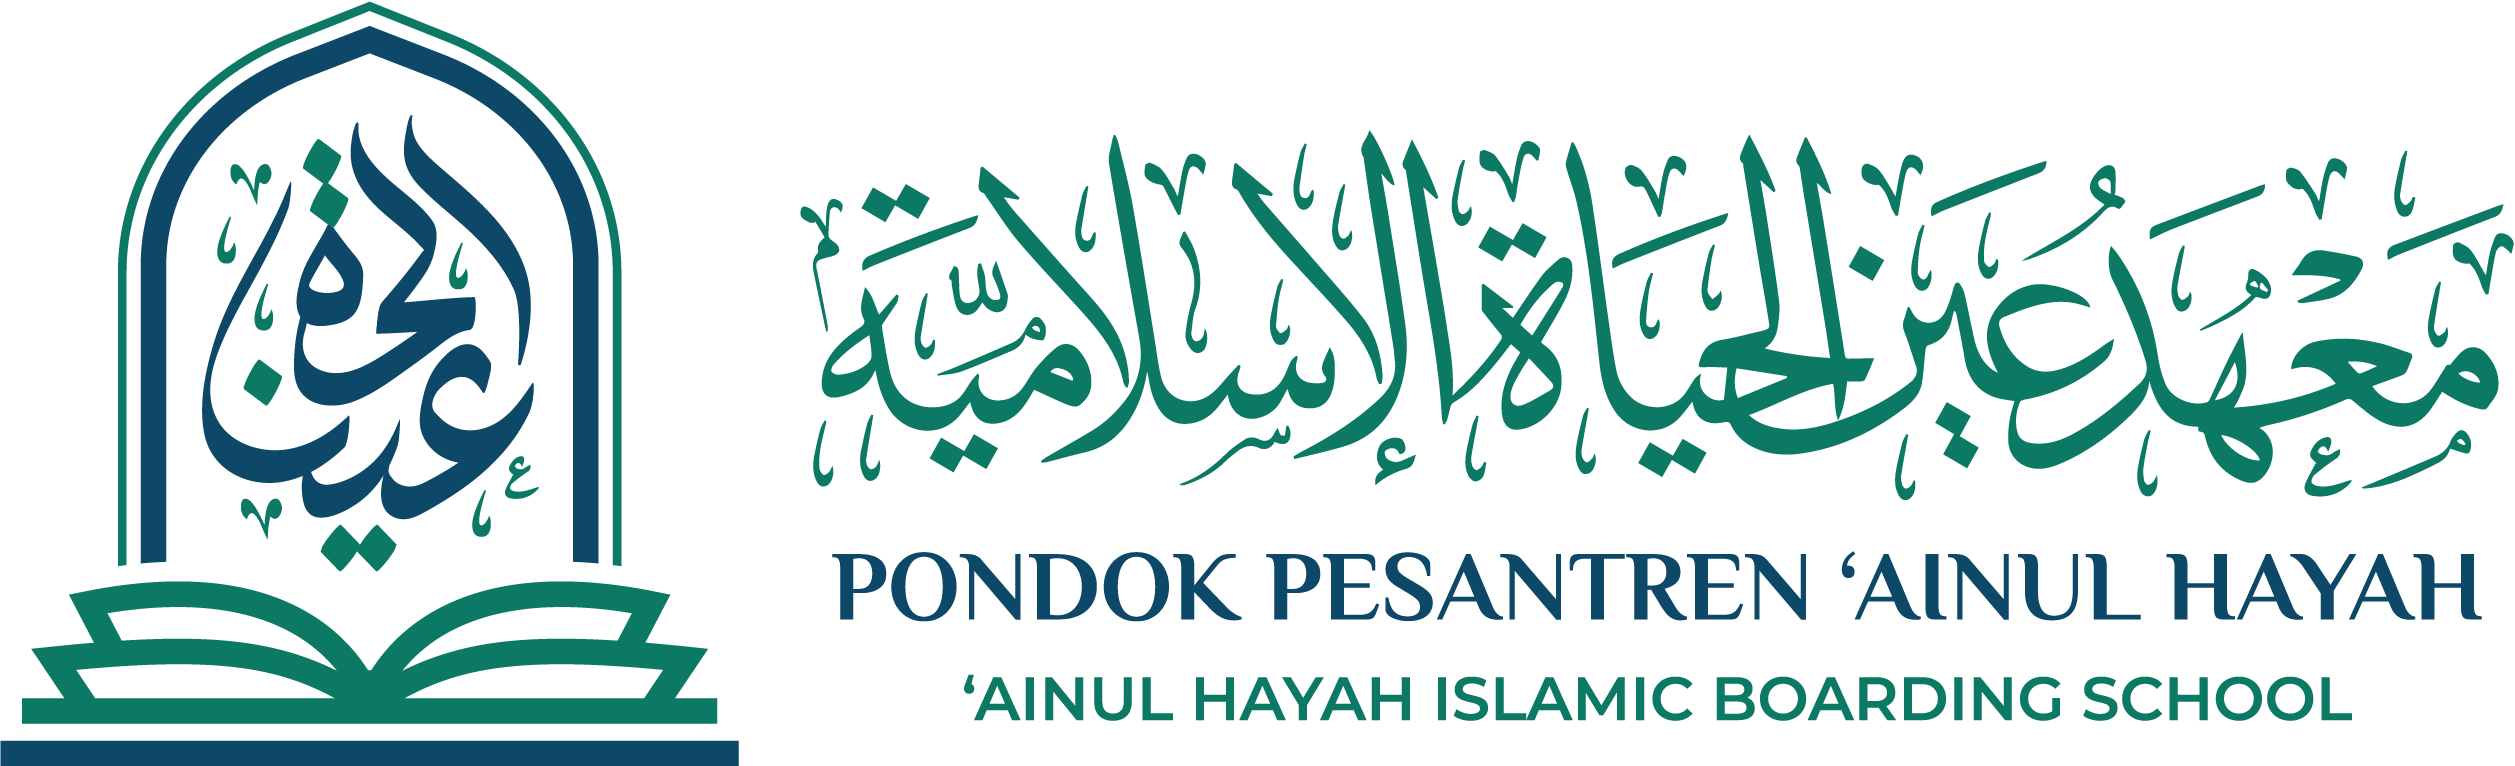 عين الحياة
معهد عين الحياة الإسلامية
PONDOK PESANTREN ‘AINUL HAYAH
‘AINUL HAYAH ISLAMIC BOARDING SCHOOL